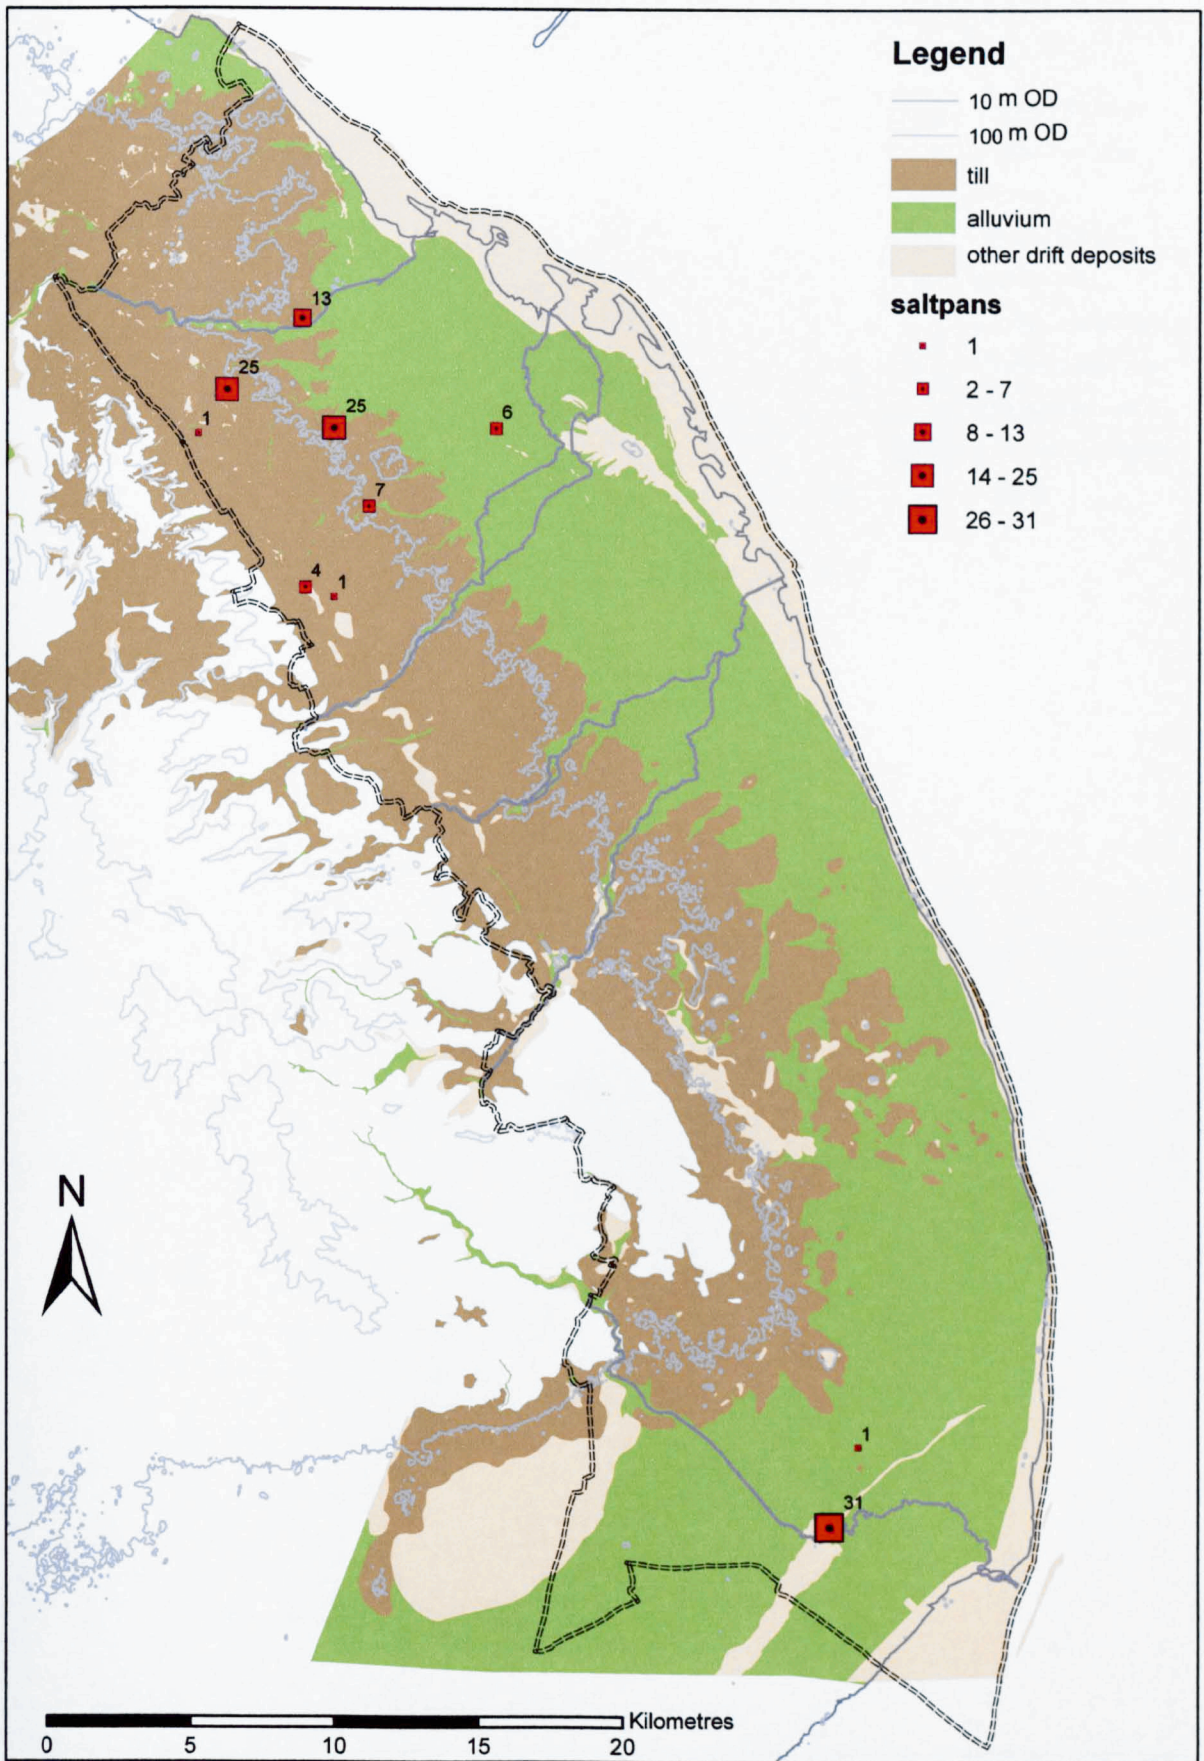 Legend
10 m OD
100 m OD
till
alluvium
other drift deposits
saltpans
1
2 - 7
8 - 13
14 - 25
26 - 31
13
25
1
25
6
7
4
1
N
1
31
Kilometres
0 5 10 15 20